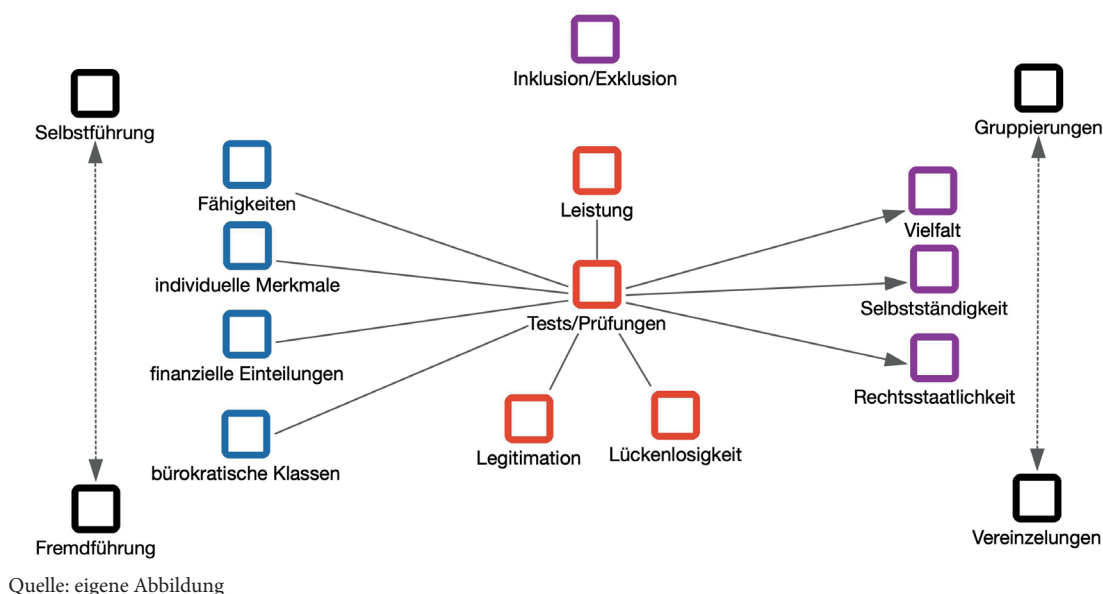 Inklusion/Exklusion
Selbstführung
Gruppierungen
Fähigkeiten
Leistung
Vielfalt
individuelle Merkmale
Selbstständigkeit
Tests/Prüfungen
finanzielle Einteilungen
Rechtsstaatlichkeit
Legitimation
Lückenlosigkeit
bürokratische Klassen
Fremdführung
Vereinzelungen
Quelle: eigene Abbildung